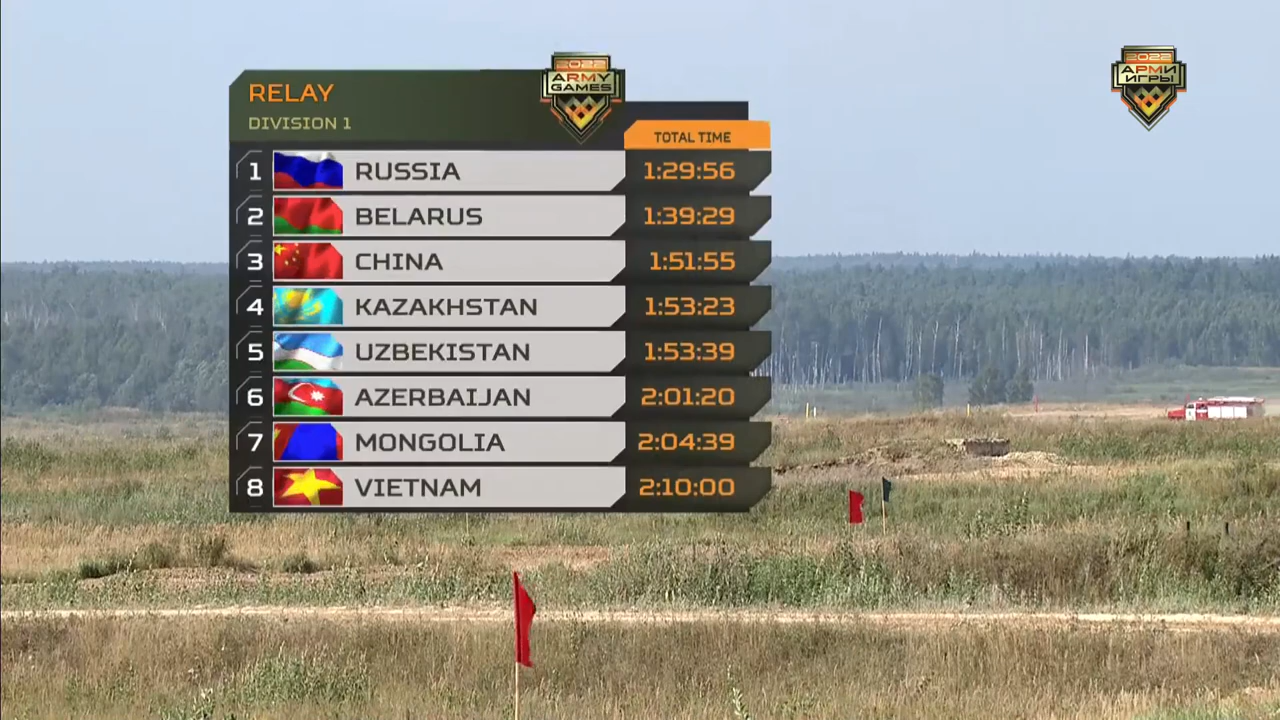 RELAY
DIVISION 1
2022
ARMY
GAMES
TOTAL TIME
1 RUSSIA 1:29:56
2 BELARUS 1:39:29
3 CHINA 1:51:55
4 KAZAKHSTAN 1:53:23
5 UZBEKISTAN 1:53:39
6 AZERBAIJAN 2:01:20
7 MONGOLIA 2:04:39
8 VIETNAM 2:10:00
2022
АРМИ
ИГРЫ